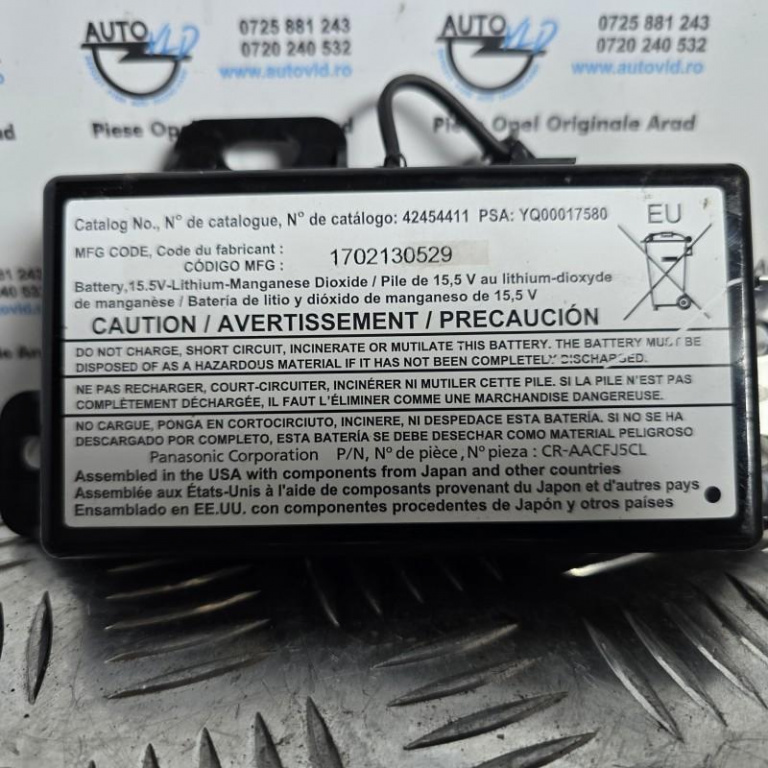 AUTO VLD
0725 881 243
0720 240 532
www.autovld.ro
Piese Opel Originale Arad
AUTO VLD
0725 881 243
0720 240 532
www.autovld.ro
Piese Opel Originale Arad
Catalog No., N° de catalogue, N° de catálogo: 42454411 PSA: YQ00017580
EU
MFG CODE, Code du fabricant :
CÓDIGO MFG : 1702130529
Battery,15.5V-Lithium-Manganese Dioxide / Pile de 15,5 V au lithium-dioxyde
de manganèse / Batería de litio y dióxido de manganeso de 15,5 V
CAUTION / AVERTISSEMENT / PRECAUCIÓN
DO NOT CHARGE, SHORT CIRCUIT, INCINERATE OR MUTILATE THIS BATTERY. THE BATTERY MUST BE
DISPOSED OF AS A HAZARDOUS MATERIAL IF IT HAS NOT BEEN COMPLETELY DISCHARGED.
NE PAS RECHARGER, COURT-CIRCUITER, INCINÉRER NI MUTILER CETTE PILE. SI LA PILE N'EST PAS
COMPLÈTEMENT DÉCHARGÉE, IL FAUT L'ÉLIMINER COMME UNE MARCHANDISE DANGEREUSE.
NO CARGUE, PONGA EN CORTOCIRCUTO, INCINERE, NI DESPEDACE ESTA BATERÍA. SI NO SE HA
DESCARGADO POR COMPLETO, ESTA BATERÍA SE DEBE DESECHAR COMO MATERIAL PELIGROSO
Panasonic Corporation P/N, N° de pièce, N° pieza : CR-AACFJ5CL
Assembled in the USA with components from Japan and other countries
Assemblée aux États-Unis à l'aide de composants provenant du Japon et d'autres pays
Ensamblado en EE.UU. con componentes procedentes de Japón y otros países